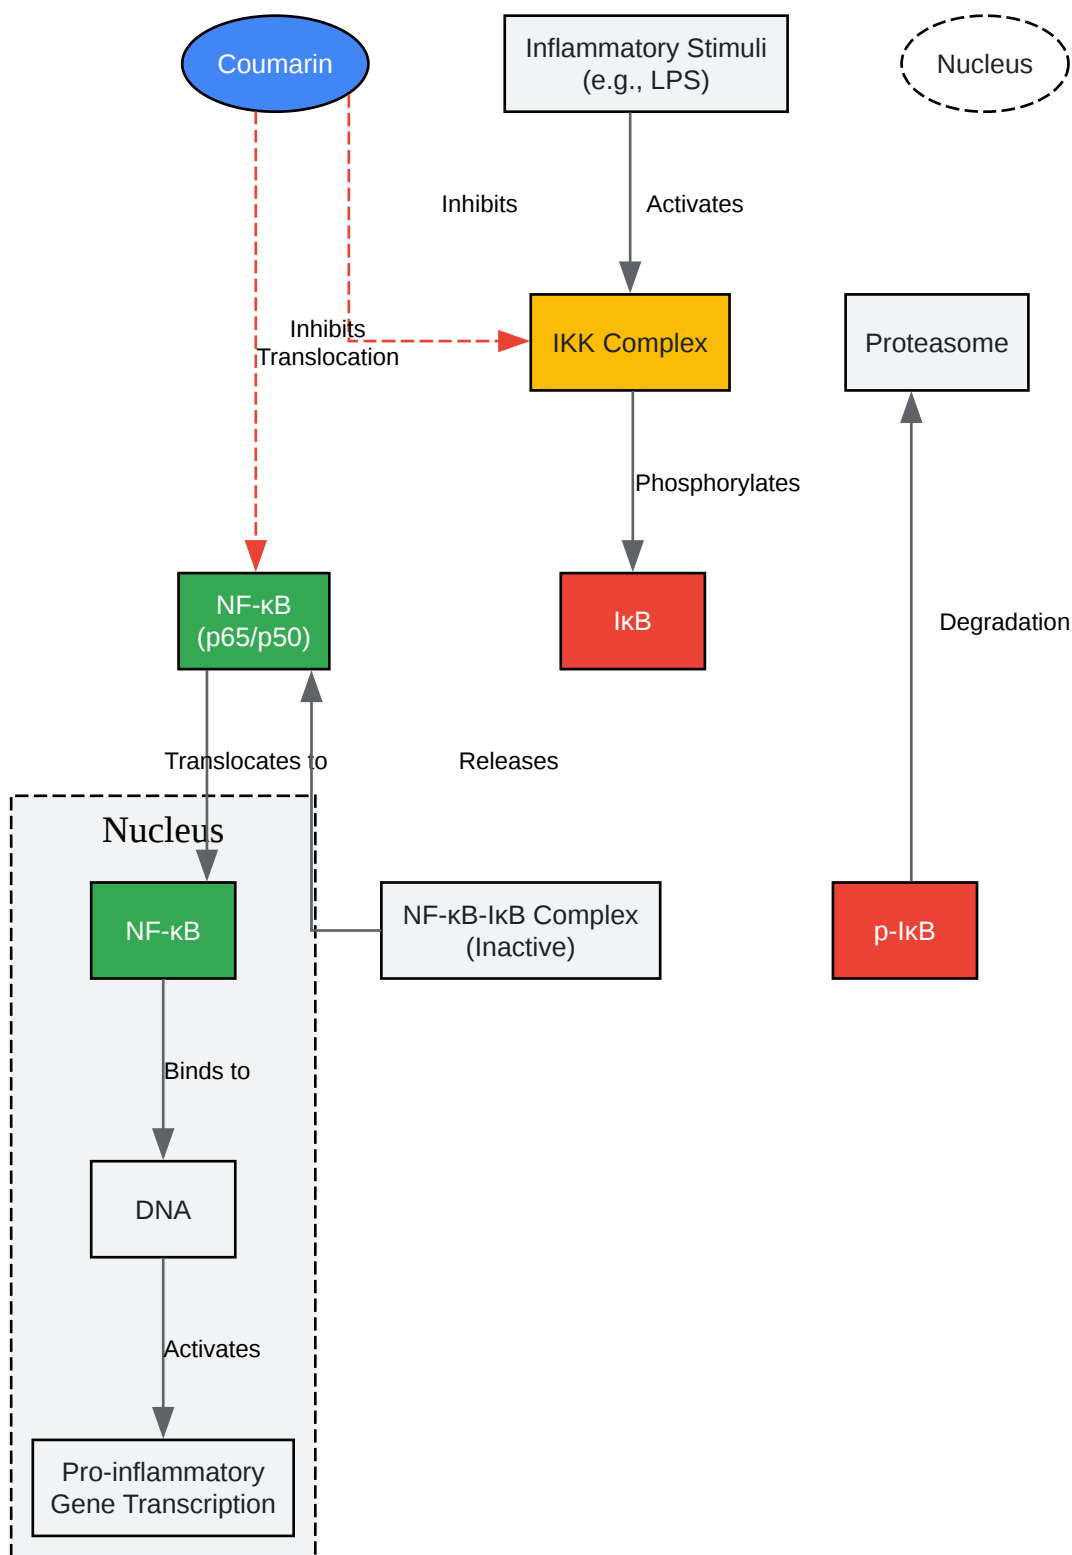 Coumarin
Inflammatory Stimuli
(e.g., LPS)
Nucleus
Inhibits
Activates
Inhibits
Translocation
IKK Complex
Proteasome
Phosphorylates
NF-κB
(p65/p50)
IκB
Degradation
Translocates to
Releases
Nucleus
NF-κB
NF-κB-IκB Complex
(Inactive)
p-IκB
Binds to
DNA
Activates
Pro-inflammatory
Gene Transcription